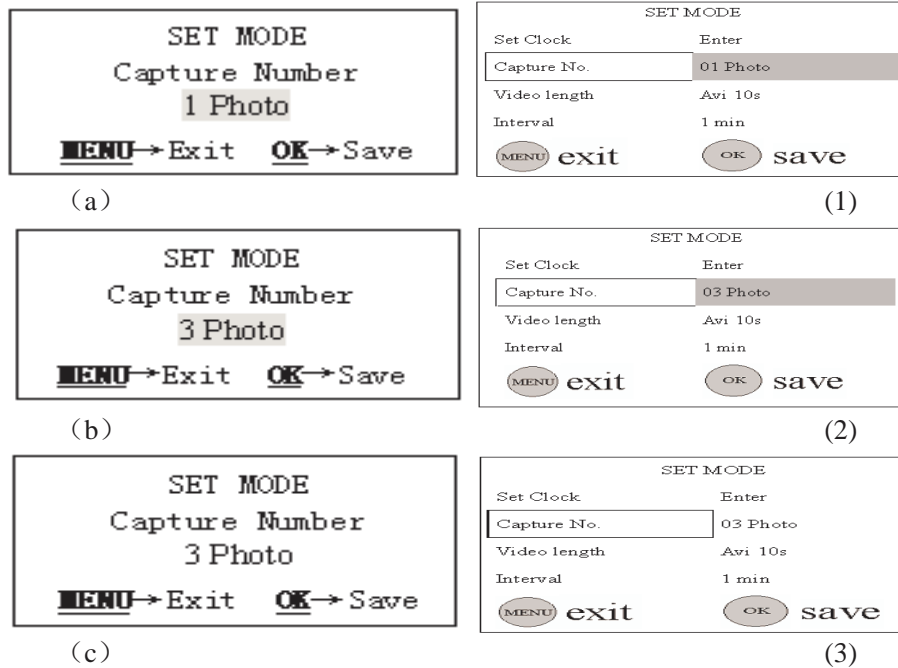 SET MODE
Capture Number
1 Photo
MENU→Exit OK→Save
(a)
SET MODE
Set Clock Enter
Capture No. 01 Photo
Video length Avi 10s
Interval 1 min
MENU exit OK save
(1)
SET MODE
Capture Number
3 Photo
MENU→Exit OK→Save
(b)
SET MODE
Set Clock Enter
Capture No. 03 Photo
Video length Avi 10s
Interval 1 min
MENU exit OK save
(2)
SET MODE
Capture Number
3 Photo
MENU→Exit OK→Save
(c)
SET MODE
Set Clock Enter
Capture No. 03 Photo
Video length Avi 10s
Interval 1 min
MENU exit OK save
(3)